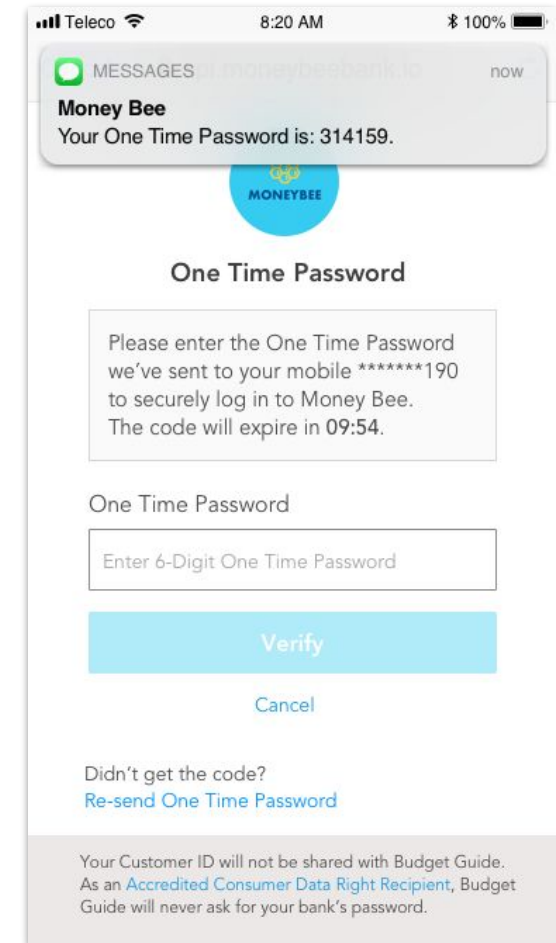 Teleco 8:20 AM 100%
MESSAGES now
Money Bee
Your One Time Password is: 314159.
MONEYBEE
One Time Password
Please enter the One Time Password
we've sent to your mobile *******190
to securely log in to Money Bee.
The code will expire in 09:54.
One Time Password
Enter 6-Digit One Time Password
Verify
Cancel
Didn't get the code?
Re-send One Time Password
Your Customer ID will not be shared with Budget Guide.
As an Accredited Consumer Data Right Recipient, Budget
Guide will never ask for your bank's password.